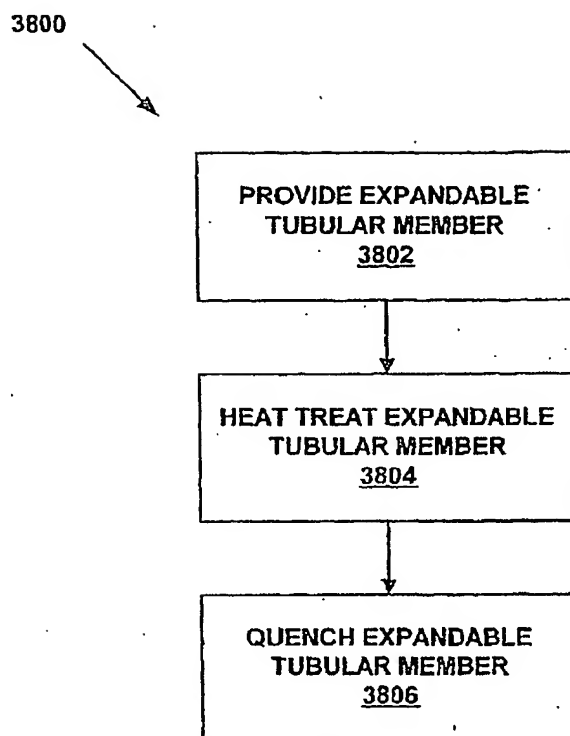 3800
PROVIDE EXPANDABLE
TUBULAR MEMBER
3802
HEAT TREAT EXPANDABLE
TUBULAR MEMBER
3804
QUENCH EXPANDABLE
TUBULAR MEMBER
3806